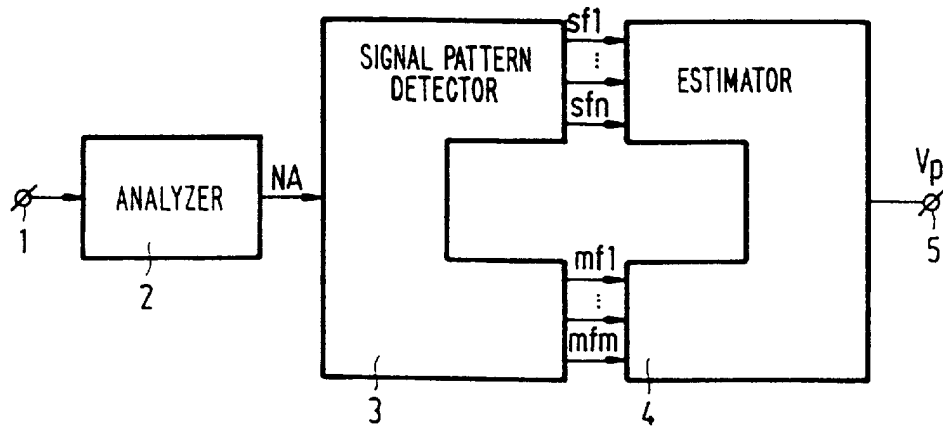 SIGNAL PATTERN
DETECTOR
sf1
⋮
sfn
ESTIMATOR
ANALYZER
NA
Vp
1
2
5
mf1
⋮
mfm
3
4